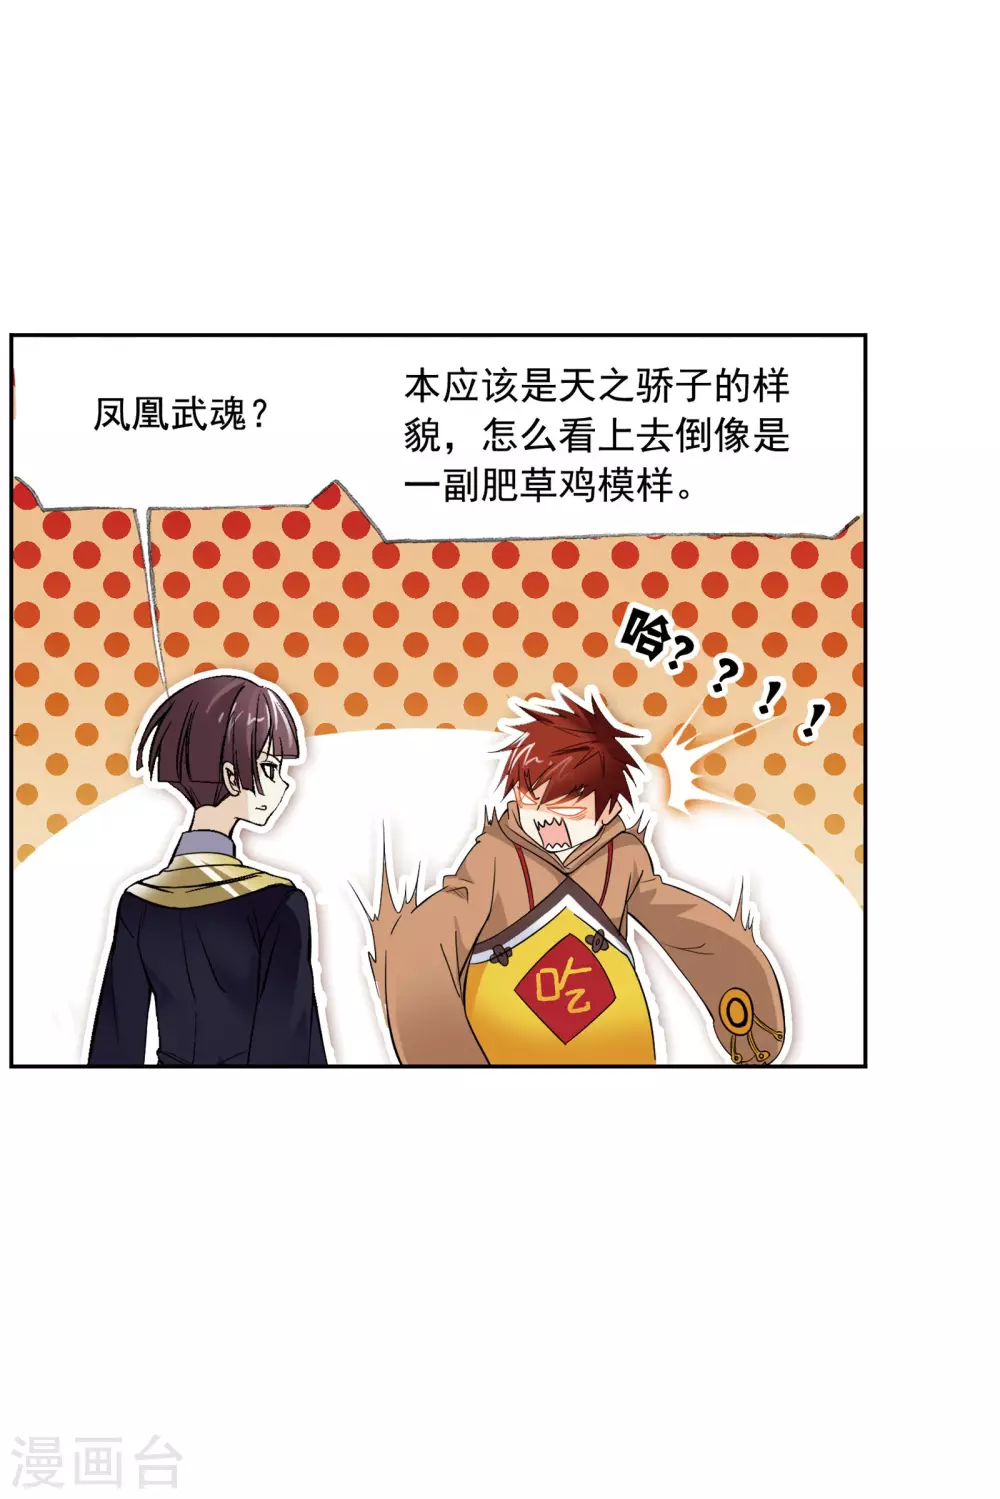 凤凰武魂？
本应该是天之骄子的样
貌，怎么看上去倒像是
一副肥草鸡模样。
哈？？！！
吃
漫画台